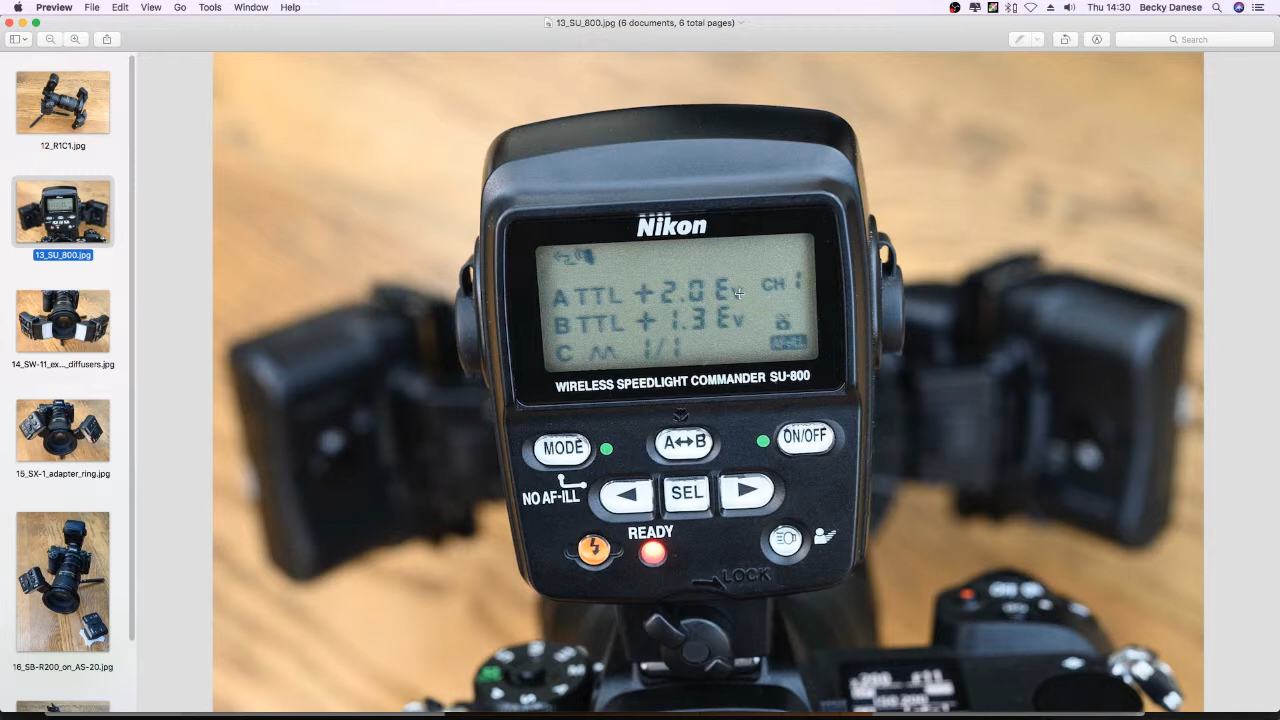 Preview File Edit View Go Tools Window Help
Thu 14:30 Becky Danese
13_SU_800.jpg (6 documents, 6 total pages)
Search
12_R1C1.jpg
13_SU_800.jpg
14_SW-11_ex..._diffusers.jpg
15_SX-1_adapter_ring.jpg
16_SB-R200_on_AS-20.jpg
Nikon
A TTL +2.0 Ev CH 1
B TTL +1.3 Ev
C M 1/1
WIRELESS SPEEDLIGHT COMMANDER SU-800
MODE A↔B ON/OFF
NO AF-ILL SEL
READY
LOCK